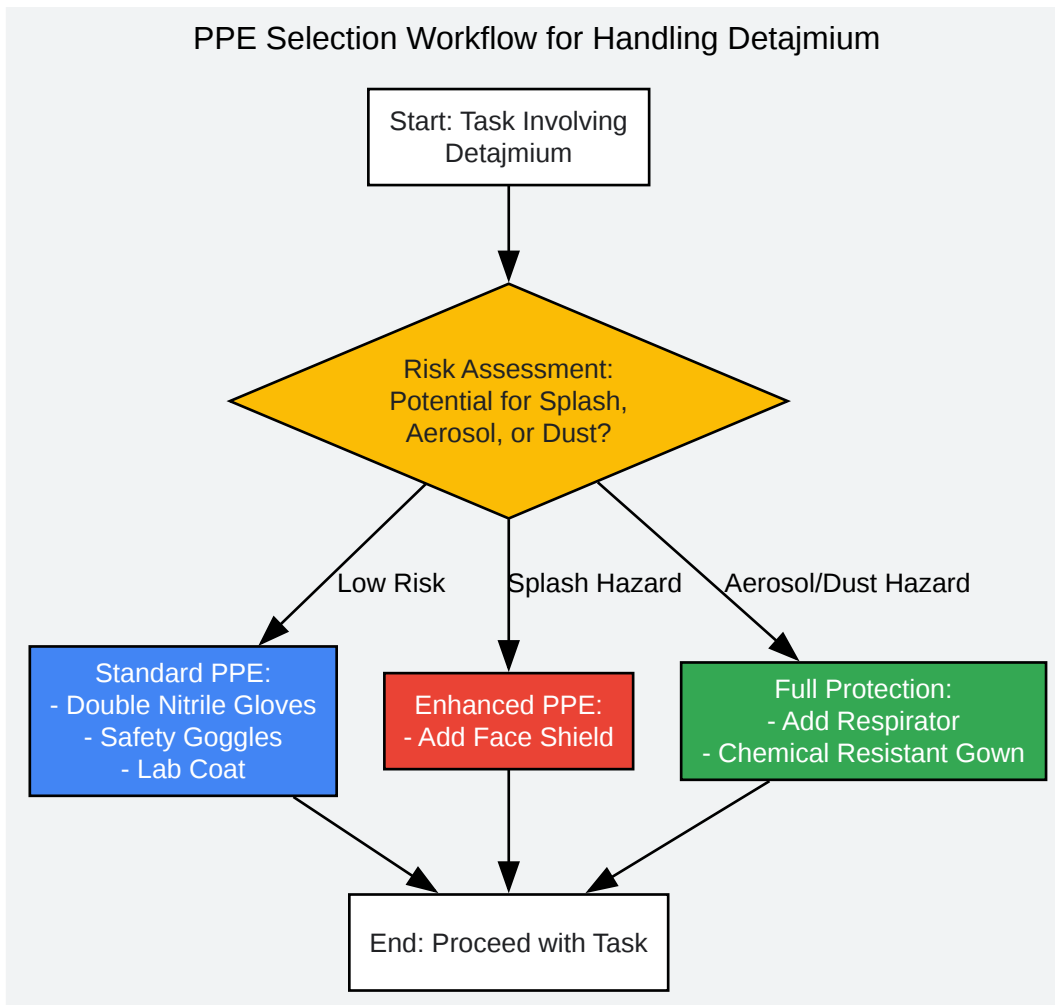 PPE Selection Workflow for Handling Detajmium
Start: Task Involving
Detajmium
Risk Assessment:
Potential for Splash,
Aerosol, or Dust?
Low Risk
Splash Hazard
Aerosol/Dust Hazard
Standard PPE:
- Double Nitrile Gloves
- Safety Goggles
- Lab Coat
Enhanced PPE:
- Add Face Shield
Full Protection:
- Add Respirator
- Chemical Resistant Gown
End: Proceed with Task